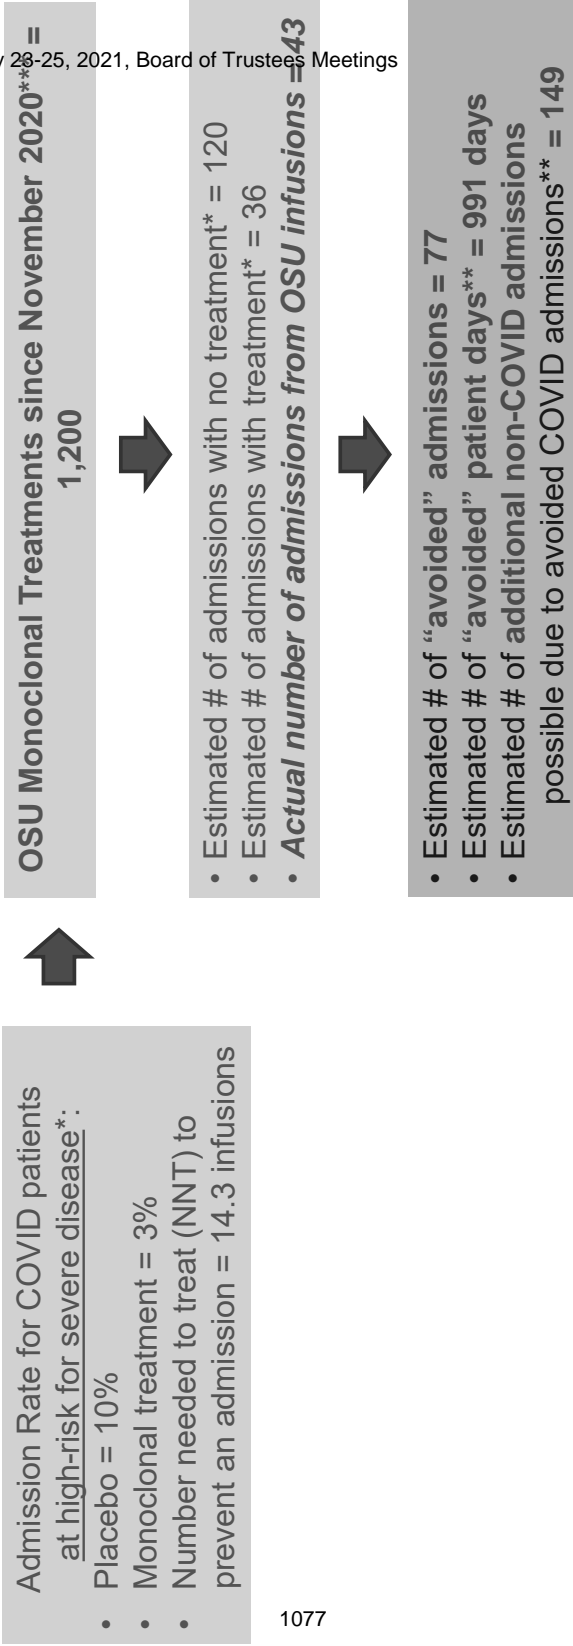 23-25, 2021, Board of Trustees Meetings
Admission Rate for COVID patients
at high-risk for severe disease*:
• Placebo = 10%
• Monoclonal treatment = 3%
• Number needed to treat (NNT) to
prevent an admission = 14.3 infusions
OSU Monoclonal Treatments since November 2020*** =
1,200
• Estimated # of admissions with no treatment* = 120
• Estimated # of admissions with treatment* = 36
• Actual number of admissions from OSU infusions = 43
• Estimated # of “avoided” admissions = 77
• Estimated # of “avoided” patient days** = 991 days
• Estimated # of additional non-COVID admissions
possible due to avoided COVID admissions** = 149
1077